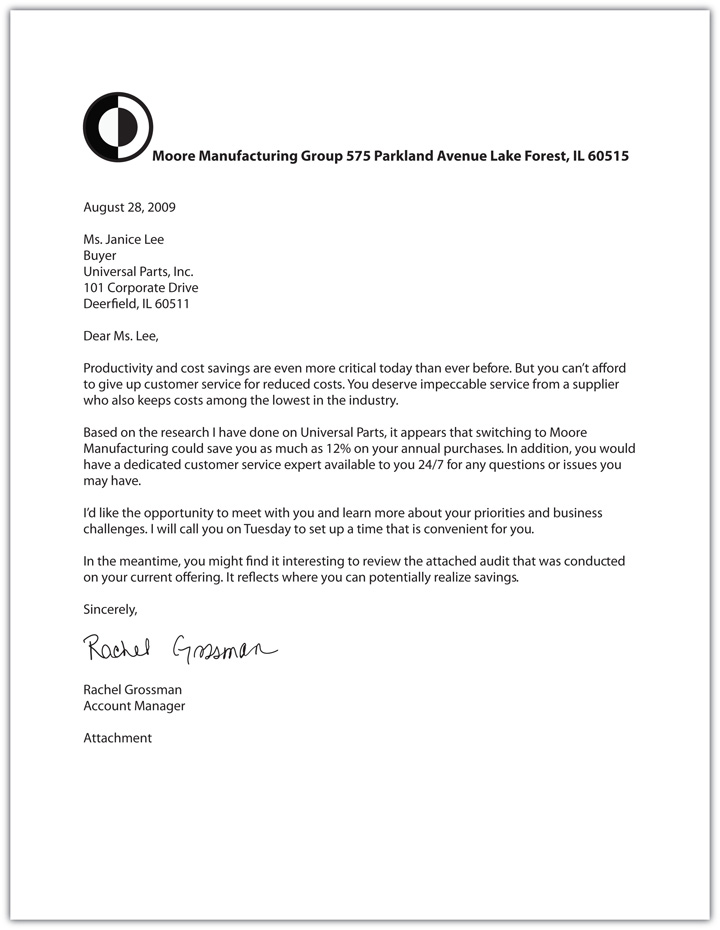 Moore Manufacturing Group 575 Parkland Avenue Lake Forest, IL 60515
August 28, 2009
Ms. Janice Lee
Buyer
Universal Parts, Inc.
101 Corporate Drive
Deerfield, IL 60511
Dear Ms. Lee,
Productivity and cost savings are even more critical today than ever before. But you can’t afford
to give up customer service for reduced costs. You deserve impeccable service from a supplier
who also keeps costs among the lowest in the industry.
Based on the research I have done on Universal Parts, it appears that switching to Moore
Manufacturing could save you as much as 12% on your annual purchases. In addition, you would
have a dedicated customer service expert available to you 24/7 for any questions or issues you
may have.
I’d like the opportunity to meet with you and learn more about your priorities and business
challenges. I will call you on Tuesday to set up a time that is convenient for you.
In the meantime, you might find it interesting to review the attached audit that was conducted
on your current offering. It reflects where you can potentially realize savings.
Sincerely,
Rachel Grossman
Rachel Grossman
Account Manager
Attachment